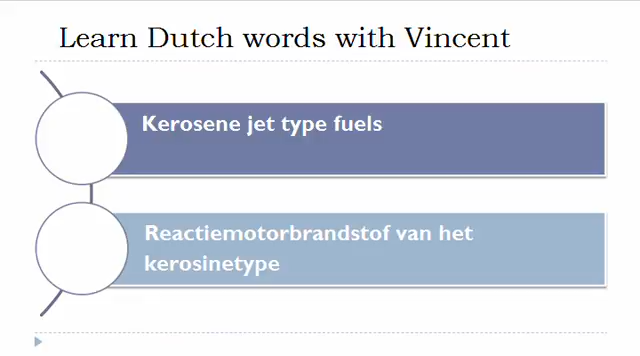 Learn Dutch words with Vincent
Kerosene jet type fuels
Reactiemotorbrandstof van het
kerosinetype